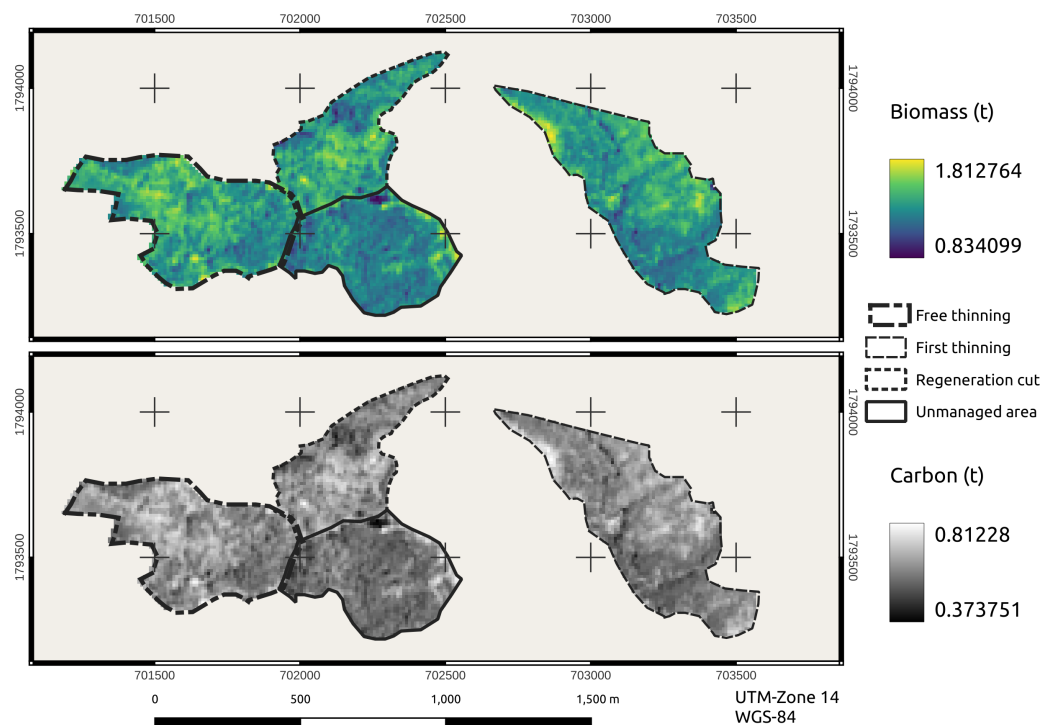 701500 702000 702500 703000 703500
1794000
1794000
1793500
1793500
Biomass (t)
1.812764
0.834099
Free thinning
First thinning
Regeneration cut
Unmanaged area
1794000
1794000
1793500
1793500
Carbon (t)
0.81228
0.373751
701500 702000 702500 703000 703500
0 500 1,000 1,500 m
UTM-Zone 14
WGS-84